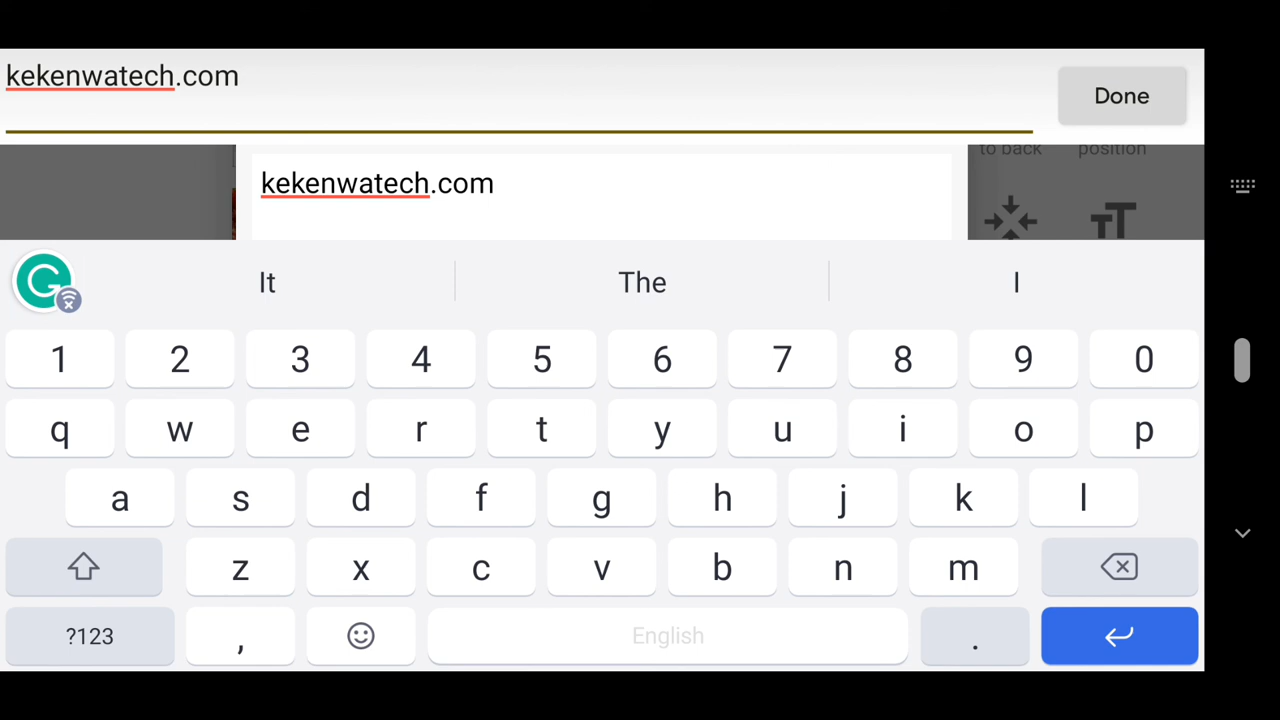 kekenwatech.com
Done
to back position
kekenwatech.com
It The I
1 2 3 4 5 6 7 8 9 0
q w e r t y u i o p
a s d f g h j k l
z x c v b n m
?123 , English .